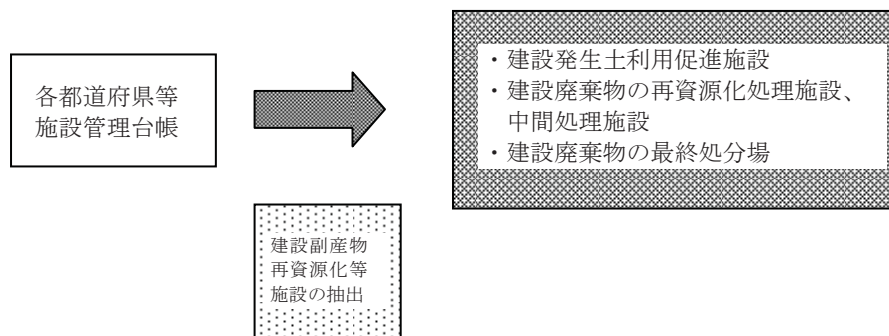 各都道府県等
施設管理台帳
・建設発生土利用促進施設
・建設廃棄物の再資源化処理施設、
中間処理施設
・建設廃棄物の最終処分場
建設副産物
再資源化等
施設の抽出